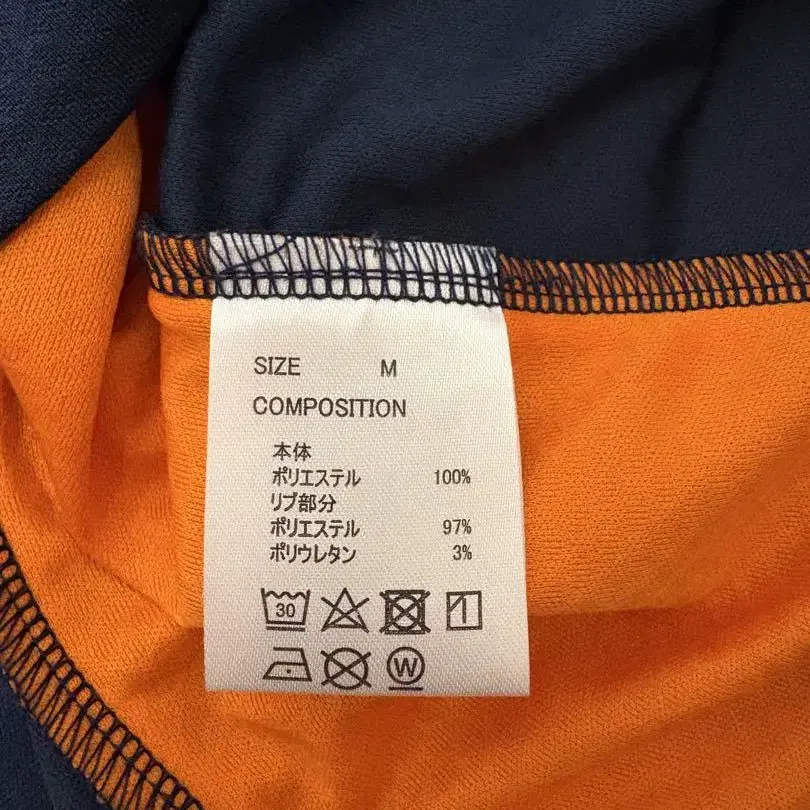 SIZE M
COMPOSITION
本体
ポリエステル 100%
リブ部分
ポリエステル 97%
ポリウレタン 3%
30
W